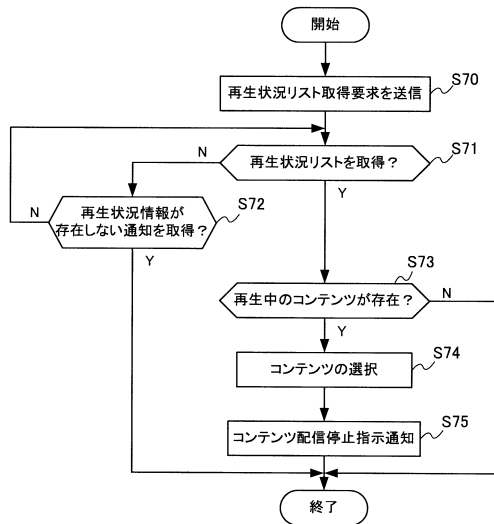 開始
再生状況リスト取得要求を送信
S70
再生状況リストを取得？
S71
N
Y
再生状況情報が
存在しない通知を取得？
S72
N
Y
再生中のコンテンツが存在？
S73
N
Y
コンテンツの選択
S74
コンテンツ配信停止指示通知
S75
終了